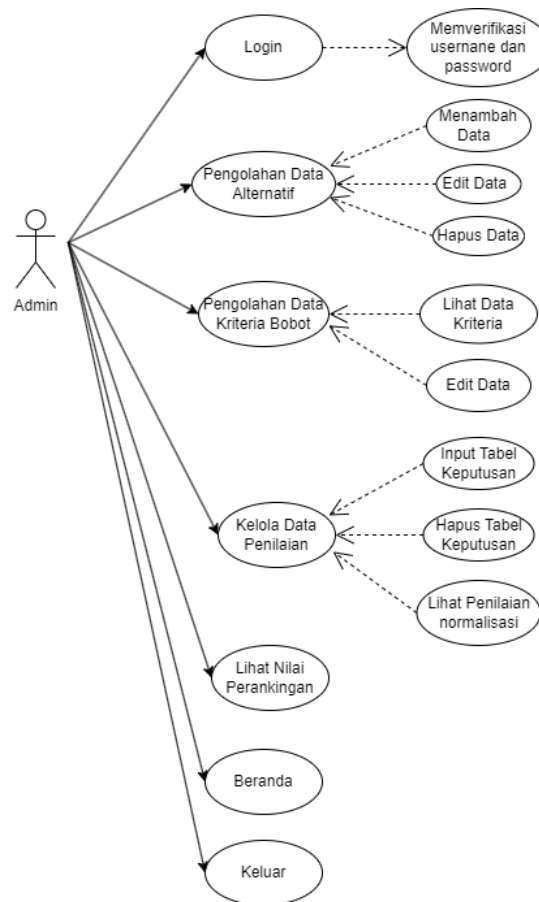 Login
Memverifikasi
usernane dan
password
Menambah
Data
Pengolahan Data
Alternatif
Edit Data
Hapus Data
Admin
Pengolahan Data
Kriteria Bobot
Lihat Data
Kriteria
Edit Data
Input Tabel
Keputusan
Kelola Data
Penilaian
Hapus Tabel
Keputusan
Lihat Penilaian
normalisasi
Lihat Nilai
Perankingan
Beranda
Keluar